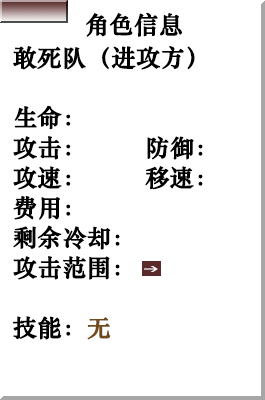 角色信息
敢死队（进攻方）
生命：
攻击： 防御：
攻速： 移速：
费用：
剩余冷却：
攻击范围：→
技能：无